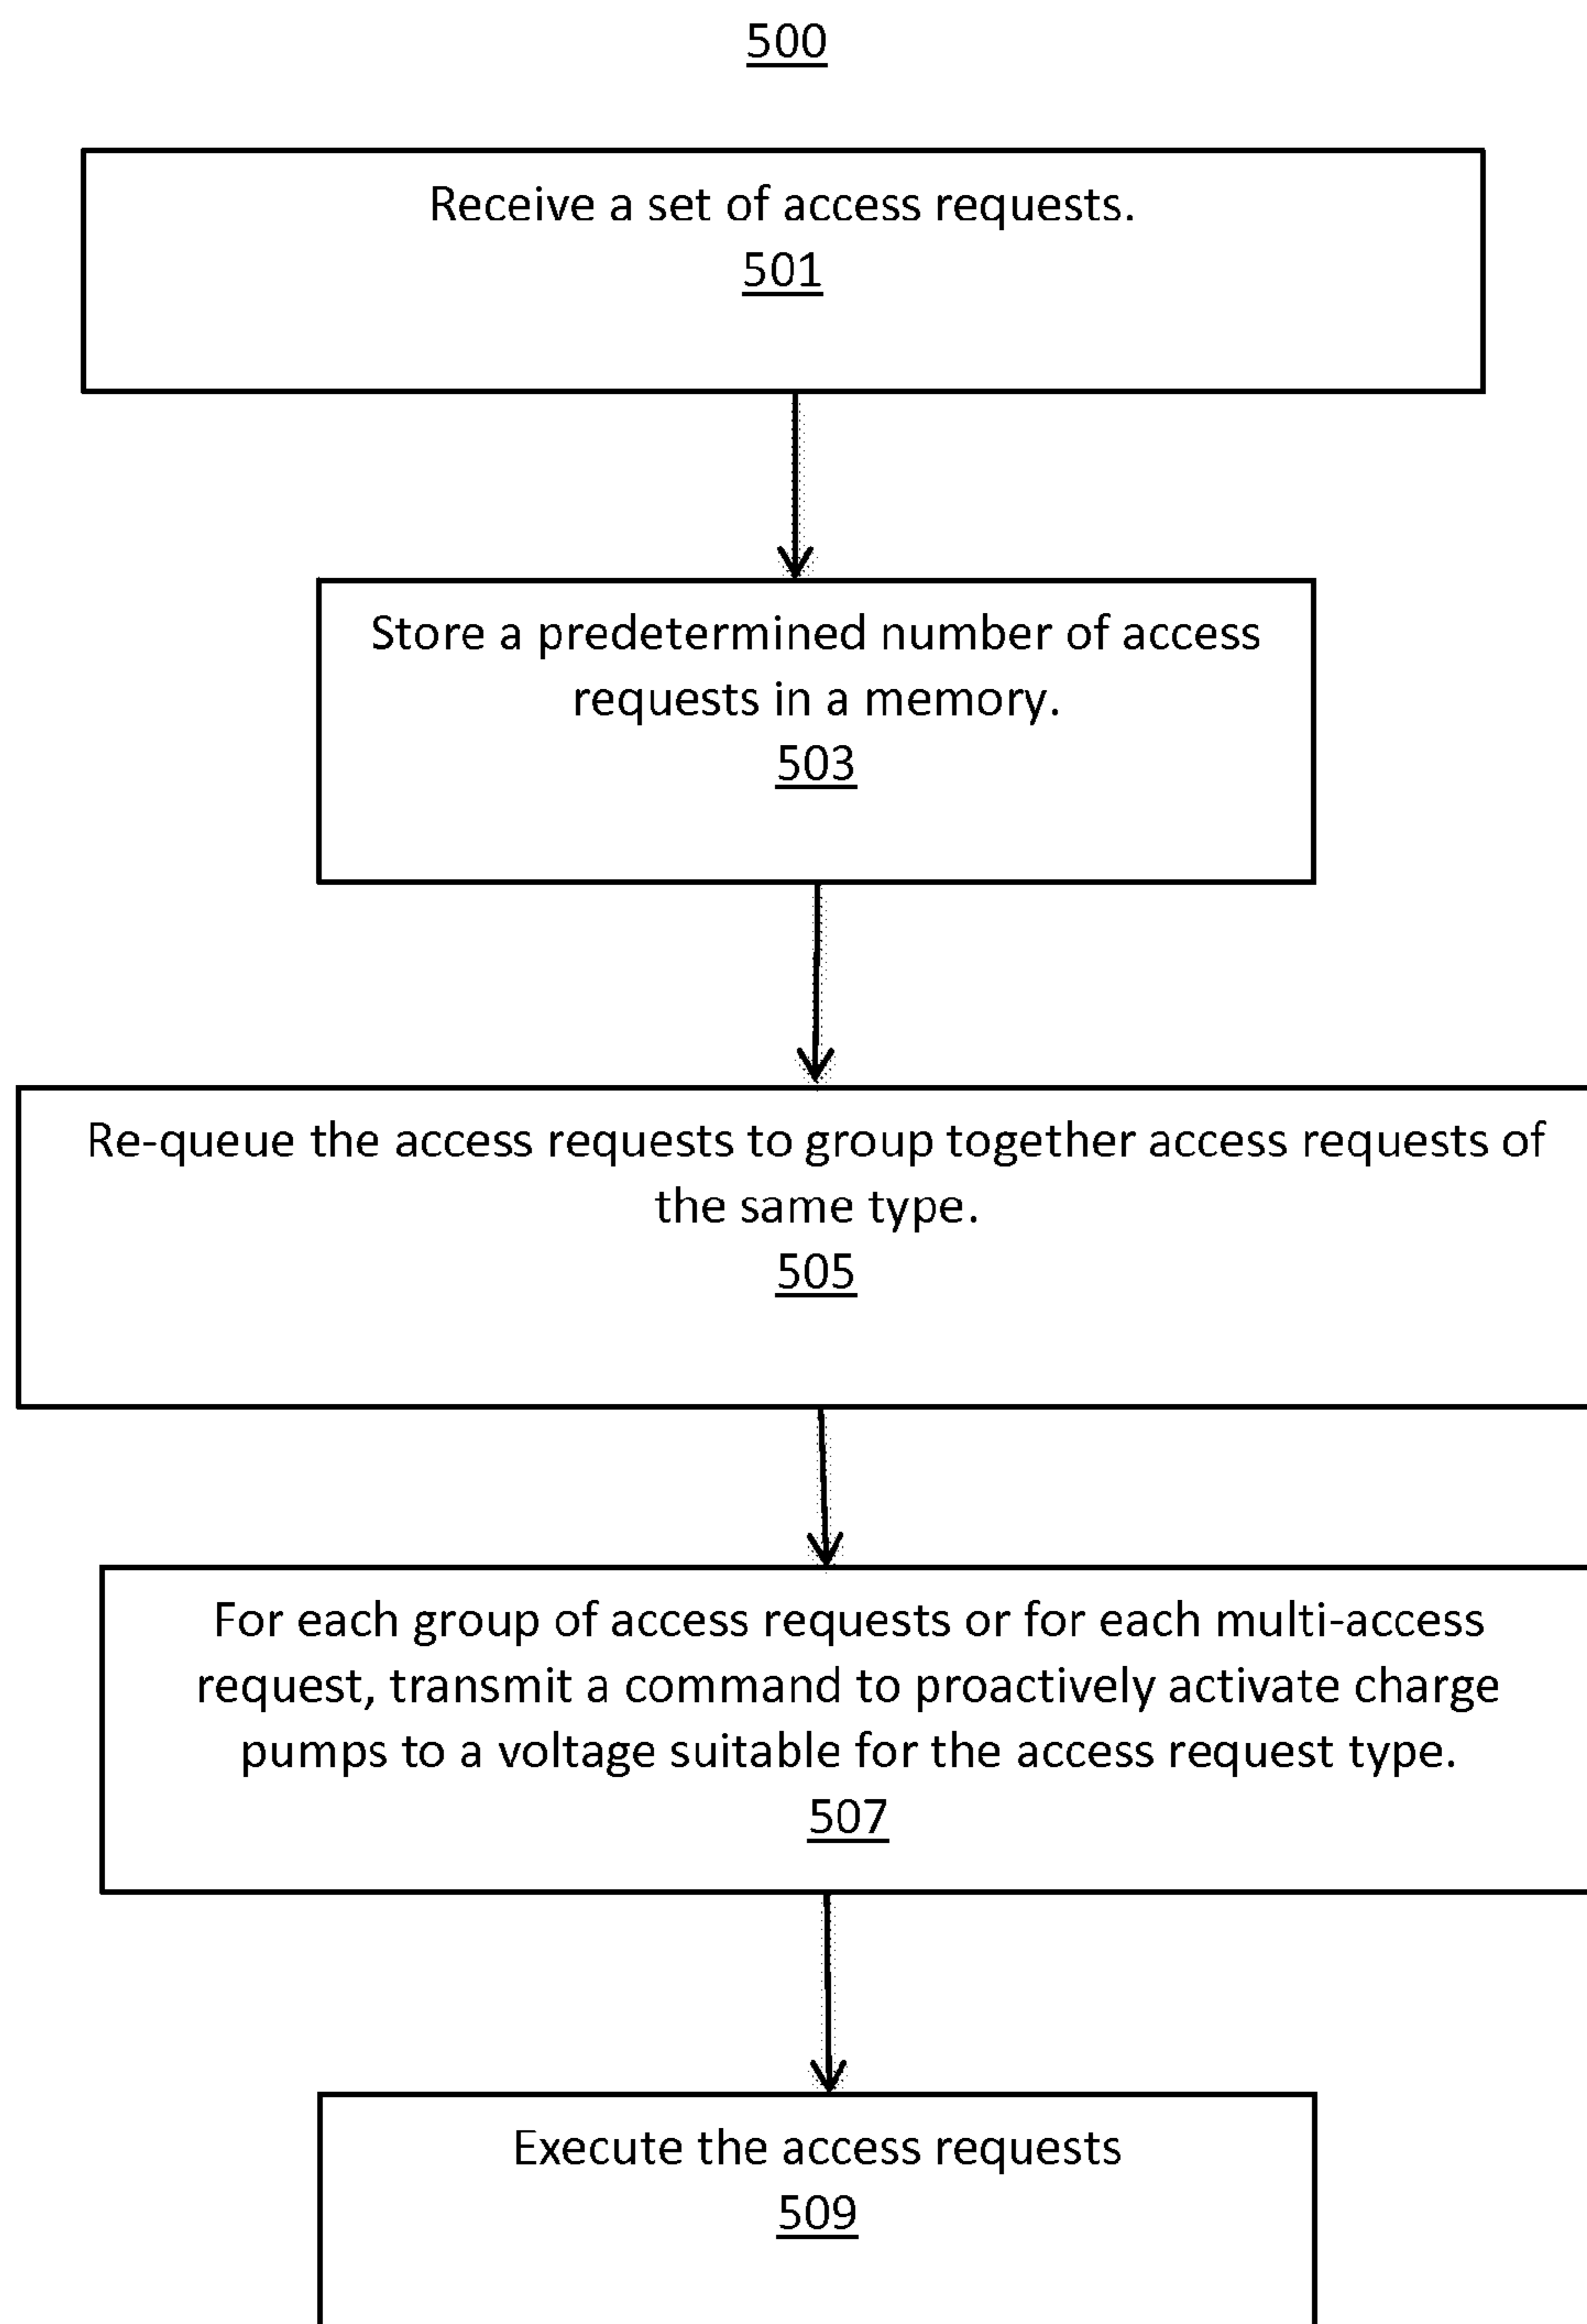 500
Receive a set of access requests.
501
Store a predetermined number of access
requests in a memory.
503
Re-queue the access requests to group together access requests of
the same type.
505
For each group of access requests or for each multi-access
request, transmit a command to proactively activate charge
pumps to a voltage suitable for the access request type.
507
Execute the access requests
509